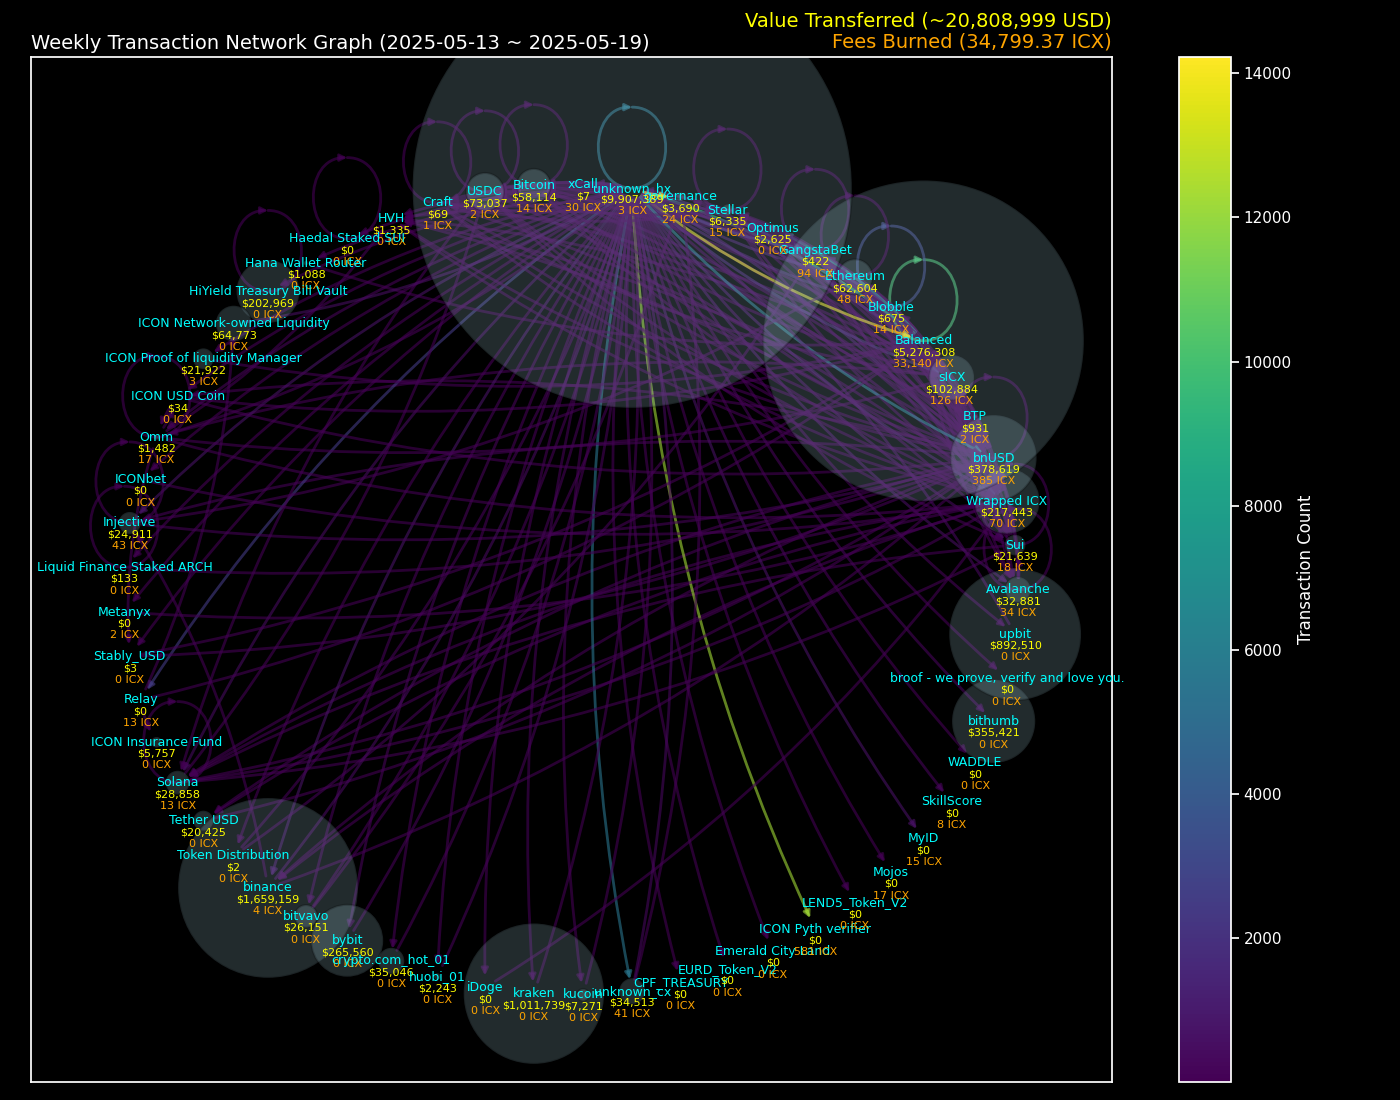 Value Transferred (~20,808,999 USD)
Weekly Transaction Network Graph (2025-05-13 ~ 2025-05-19)
Fees Burned (34,799.37 ICX)
unknown_hx
$9,907,389
3 ICX
xCall
$7
30 ICX
Bitcoin
$58,114
14 ICX
USDC
$73,037
2 ICX
Craft
$69
1 ICX
HVH
$1,335
0 ICX
Haedal Staked SUI
$0
0 ICX
Hana Wallet Router
$1,088
0 ICX
HiYield Treasury Bill Vault
$202,969
0 ICX
ICON Network-owned Liquidity
$64,773
0 ICX
ICON Proof of liquidity Manager
$21,922
3 ICX
ICON USD Coin
$34
0 ICX
Omm
$1,482
17 ICX
ICONbet
$0
0 ICX
Injective
$24,911
43 ICX
Liquid Finance Staked ARCH
$133
0 ICX
Metanyx
$0
2 ICX
Stably_USD
$3
0 ICX
Relay
$0
13 ICX
ICON Insurance Fund
$5,757
0 ICX
Solana
$28,858
13 ICX
Tether USD
$20,425
0 ICX
Token Distribution
$2
0 ICX
binance
$1,659,159
4 ICX
bitvavo
$26,151
0 ICX
bybit
$265,560
0 ICX
crypto.com_hot_01
$35,046
0 ICX
huobi_01
$2,243
0 ICX
iDoge
$0
0 ICX
kraken
$1,011,739
0 ICX
kucoin
$7,271
0 ICX
unknown_cx
$34,513
41 ICX
CPF_TREASURY
$0
0 ICX
EURD_Token_V2
$0
0 ICX
Emerald City Land
$0
0 ICX
ICON Pyth verifier
$0
ICX
LEND5_Token_V2
$0
0 ICX
Mojos
$0
17 ICX
MyID
$0
15 ICX
SkillScore
$0
8 ICX
WADDLE
$0
0 ICX
bithumb
$355,421
0 ICX
broof - we prove, verify and love you.
$0
0 ICX
upbit
$892,510
0 ICX
Avalanche
$32,881
34 ICX
Sui
$21,639
18 ICX
Wrapped ICX
$217,443
70 ICX
bnUSD
$378,619
385 ICX
BTP
$931
2 ICX
sICX
$102,884
126 ICX
Balanced
$5,276,308
33,140 ICX
Blobble
$675
14 ICX
Ethereum
$62,604
48 ICX
GangstaBet
$422
94 ICX
Optimus
$2,625
0 ICX
Stellar
$6,335
15 ICX
Governance
$3,690
24 ICX
14000
12000
10000
8000
6000
4000
2000
Transaction Count